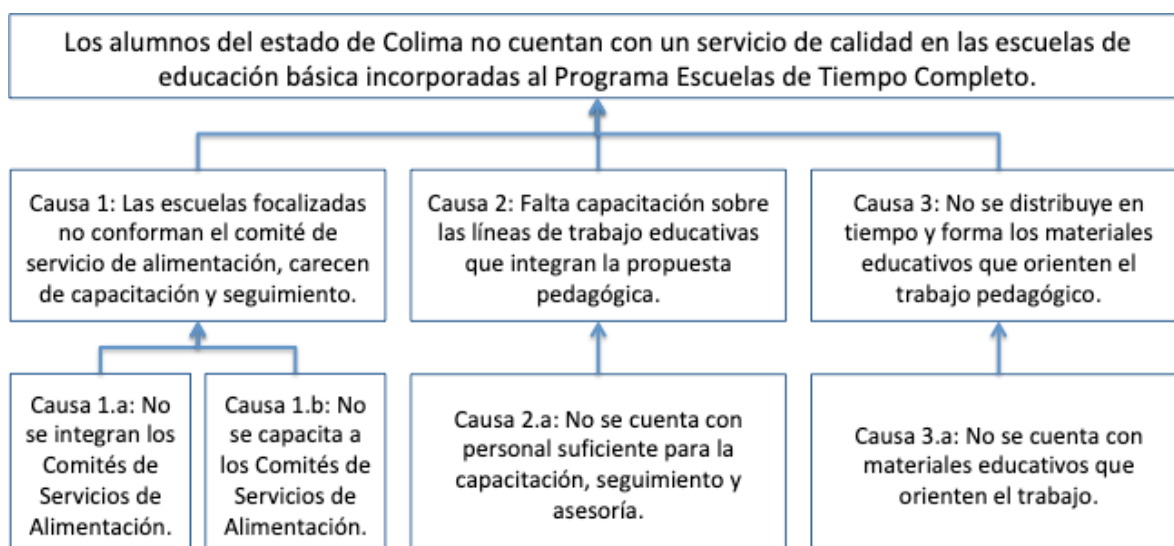 Los alumnos del estado de Colima no cuentan con un servicio de calidad en las escuelas de
educación básica incorporadas al Programa Escuelas de Tiempo Completo.
Causa 1: Las escuelas focalizadas
no conforman el comité de
servicio de alimentación, carecen
de capacitación y seguimiento.
Causa 2: Falta capacitación sobre
las líneas de trabajo educativas
que integran la propuesta
pedagógica.
Causa 3: No se distribuye en
tiempo y forma los materiales
educativos que orienten el
trabajo pedagógico.
Causa 1.a: No
se integran los
Comités de
Servicios de
Alimentación.
Causa 1.b: No
se capacita a
los Comités de
Servicios de
Alimentación.
Causa 2.a: No se cuenta con
personal suficiente para la
capacitación, seguimiento y
asesoría.
Causa 3.a: No se cuenta con
materiales educativos que
orienten el trabajo.